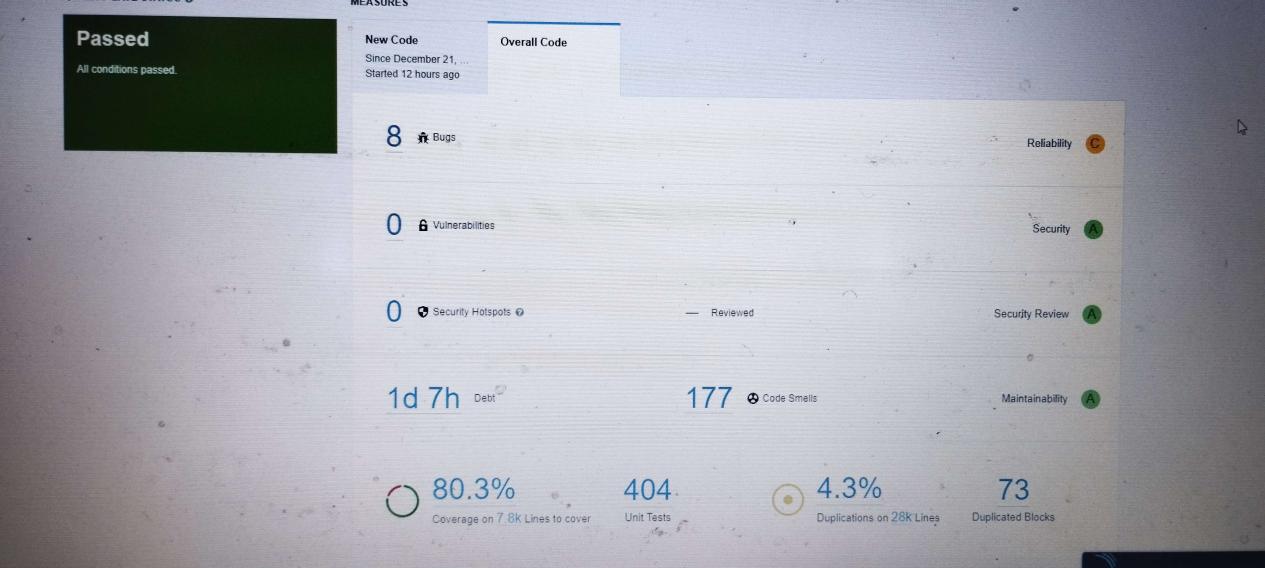 MEASURES
Passed
All conditions passed.
New Code
Since December 21, ...
Started 12 hours ago
Overall Code
8 Bugs
Reliability C
0 Vulnerabilities
Security A
0 Security Hotspots ?
— Reviewed
Security Review A
1d 7h Debt
177 Code Smells
Maintainability A
80.3%
Coverage on 7.8k Lines to cover
404
Unit Tests
4.3%
Duplications on 28k Lines
73
Duplicated Blocks